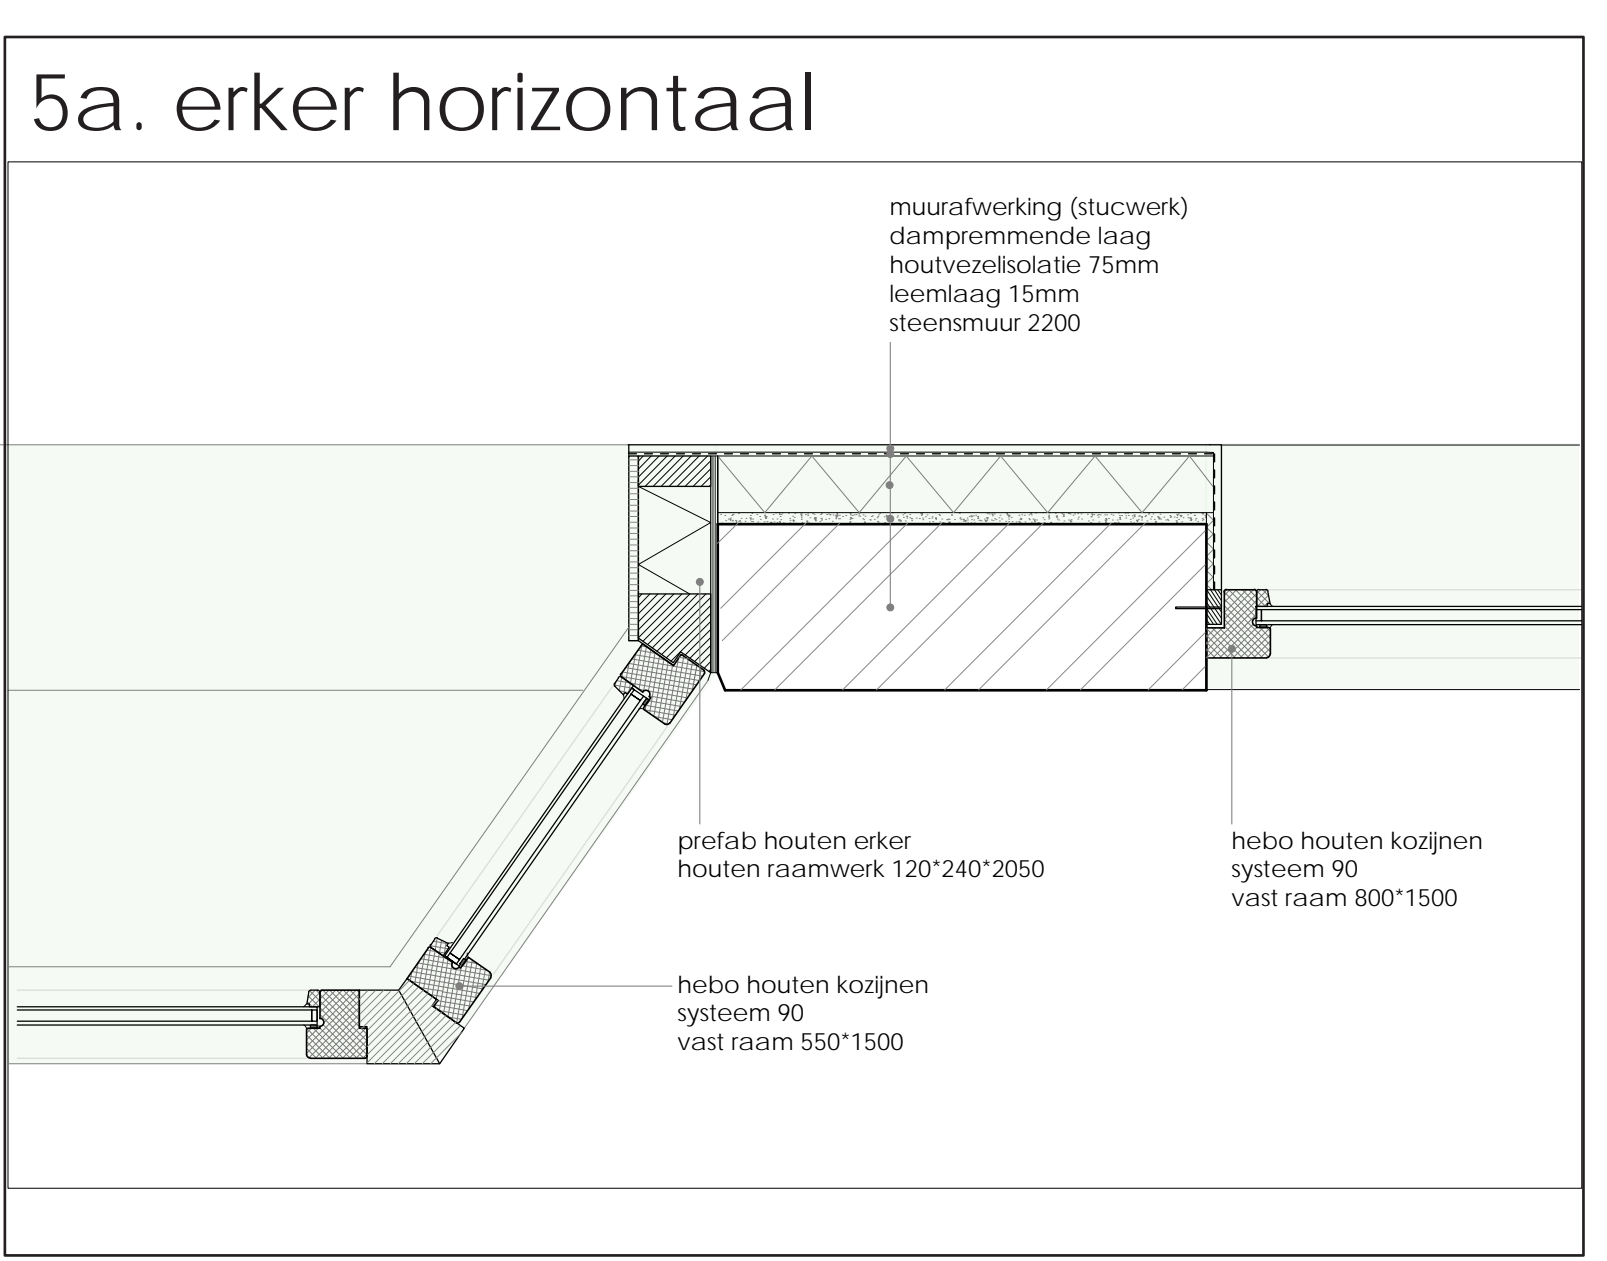 5a. erker horizontaal
muurafwerking (stucwerk)
dampremmende laag
houtvezelisolatie 75mm
leemlaag 15mm
steensmuur 2200
prefab houten erker
houten raamwerk 120*240*2050
hebo houten kozijnen
systeem 90
vast raam 800*1500
hebo houten kozijnen
systeem 90
vast raam 550*1500